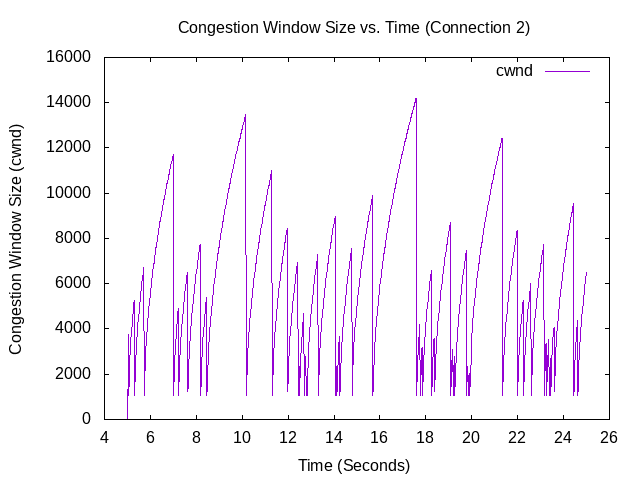 Congestion Window Size vs. Time (Connection 2)
cwnd
Congestion Window Size (cwnd)
16000
14000
12000
10000
8000
6000
4000
2000
0
4 6 8 10 12 14 16 18 20 22 24 26
Time (Seconds)